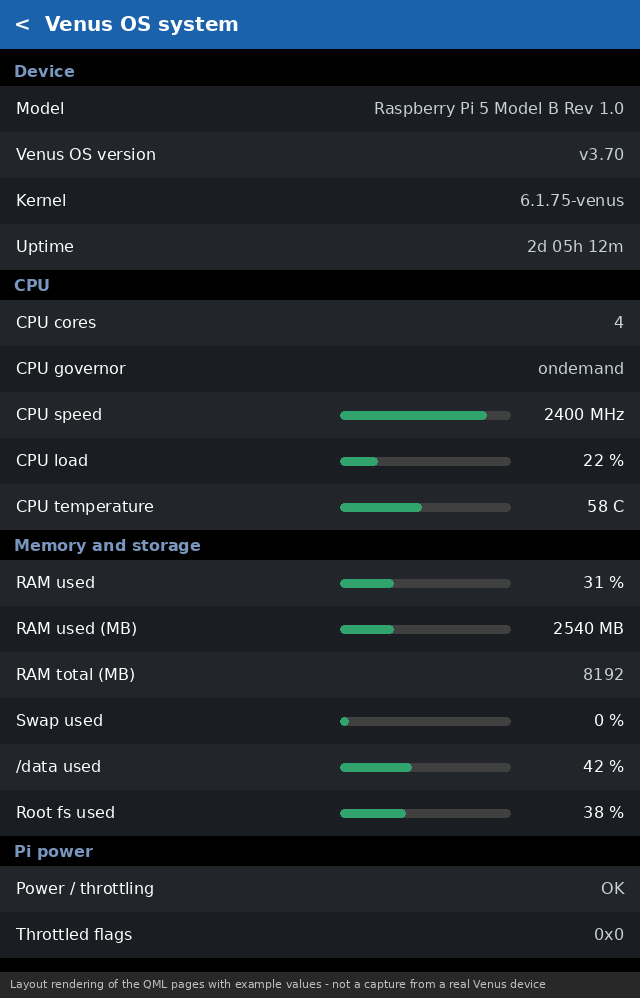 < Venus OS system
Device
Model Raspberry Pi 5 Model B Rev 1.0
Venus OS version v3.70
Kernel 6.1.75-venus
Uptime 2d 05h 12m
CPU
CPU cores 4
CPU governor ondemand
CPU speed 2400 MHz
CPU load 22 %
CPU temperature 58 C
Memory and storage
RAM used 31 %
RAM used (MB) 2540 MB
RAM total (MB) 8192
Swap used 0 %
/data used 42 %
Root fs used 38 %
Pi power
Power / throttling OK
Throttled flags 0x0
Layout rendering of the QML pages with example values - not a capture from a real Venus device